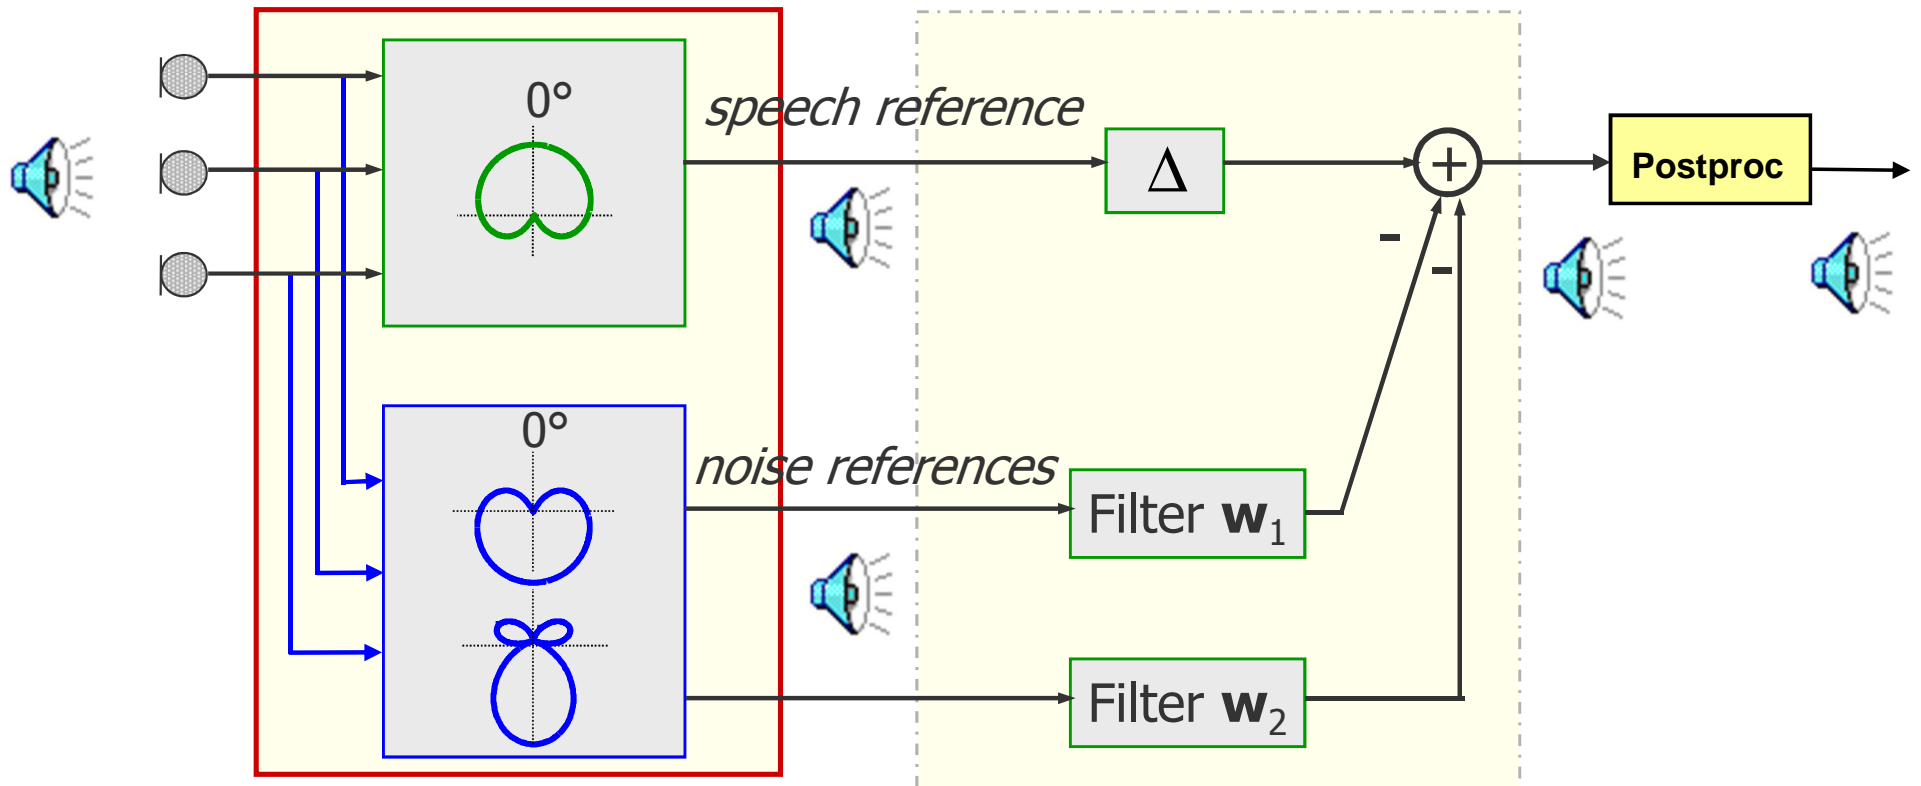 0°
speech reference
Δ
+
Postproc
-
-
0°
noise references
Filter w₁
Filter w₂